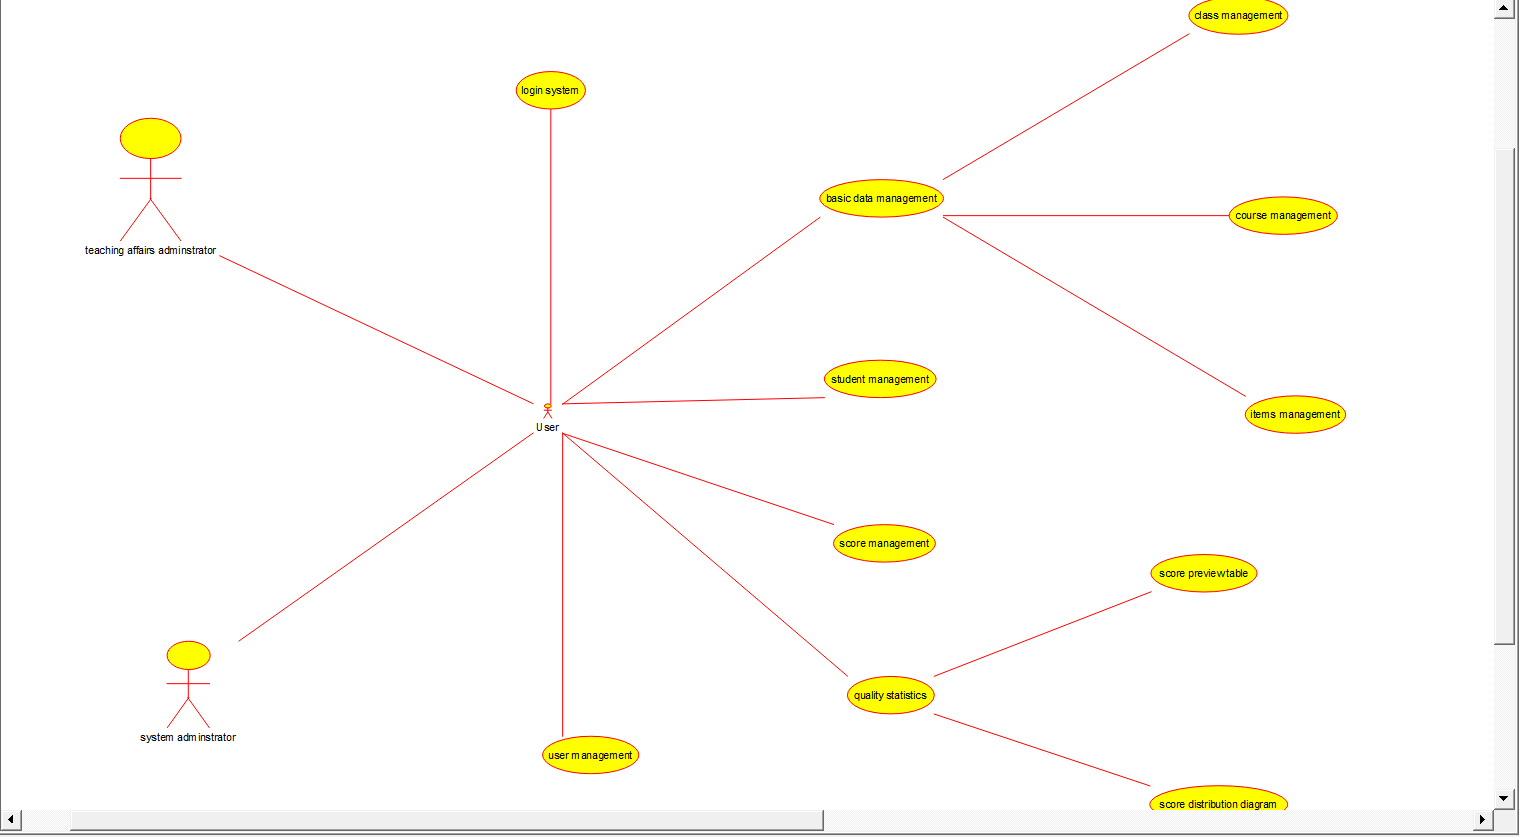 class management
login system
basic data management
course management
teaching affairs adminstrator
student management
items management
User
score management
score previewtable
quality statistics
system adminstrator
user management
score distribution diagram